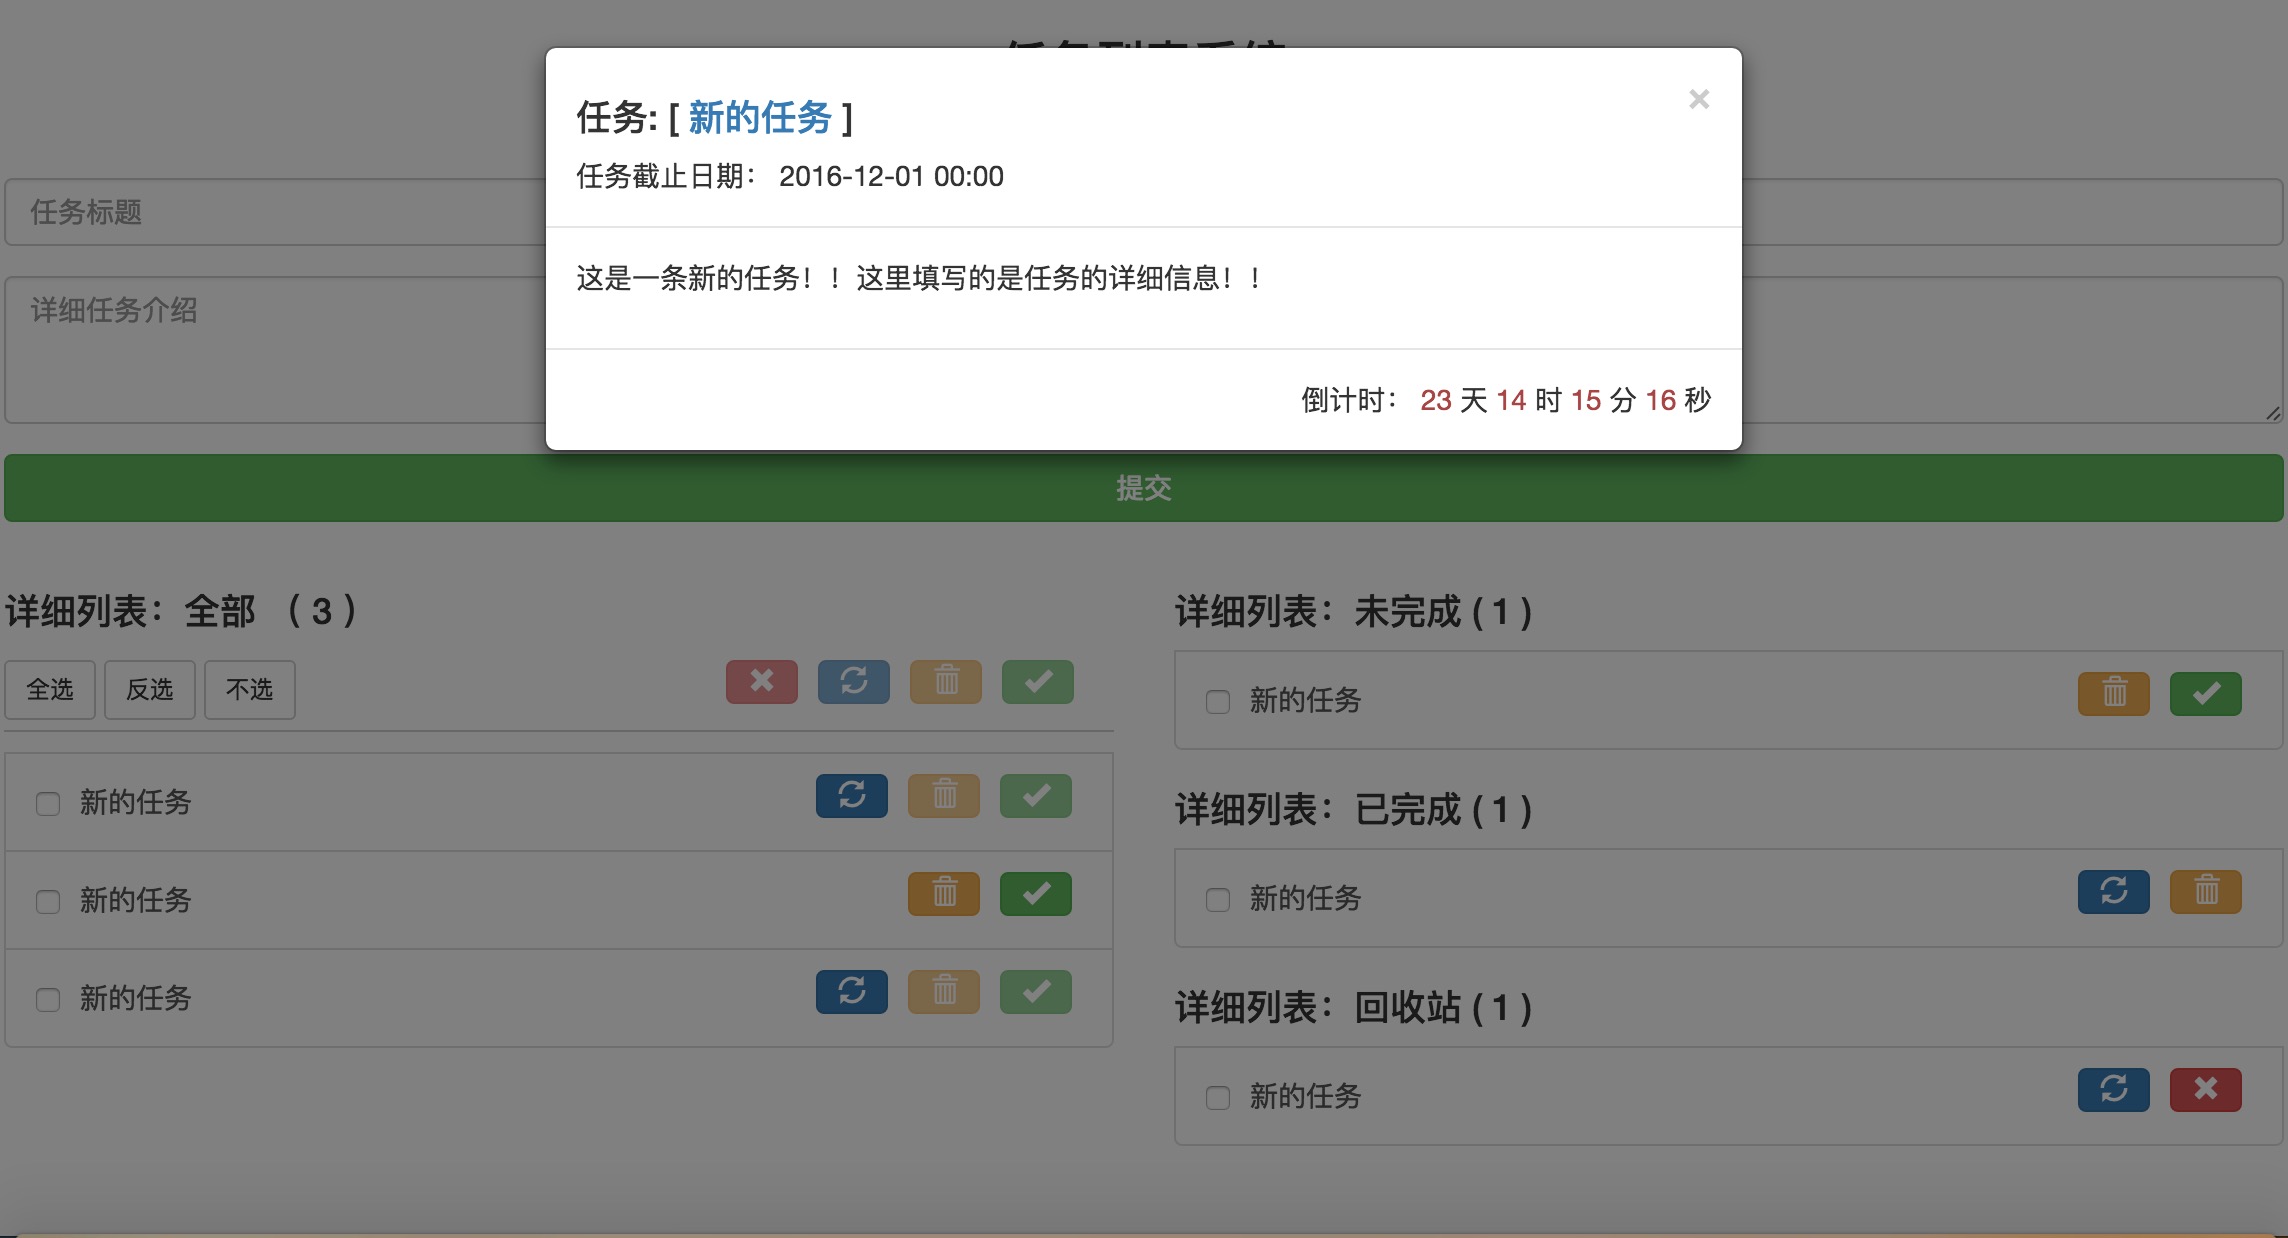 任务: [ 新的任务 ]
×
任务截止日期： 2016-12-01 00:00
这是一条新的任务！！这里填写的是任务的详细信息！！
倒计时： 23 天 14 时 15 分 16 秒
任务标题
详细任务介绍
提交
详细列表：全部 （ 3 ）
全选 反选 不选
新的任务
新的任务
新的任务
详细列表：未完成 ( 1 )
新的任务
详细列表：已完成 ( 1 )
新的任务
详细列表：回收站 ( 1 )
新的任务